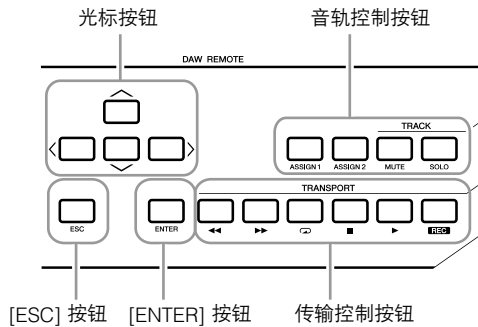 光标按钮
音轨控制按钮
DAW REMOTE
TRACK
ASSIGN 1 ASSIGN 2 MUTE SOLO
TRANSPORT
ESC ENTER REC
[ESC] 按钮 [ENTER] 按钮 传输控制按钮